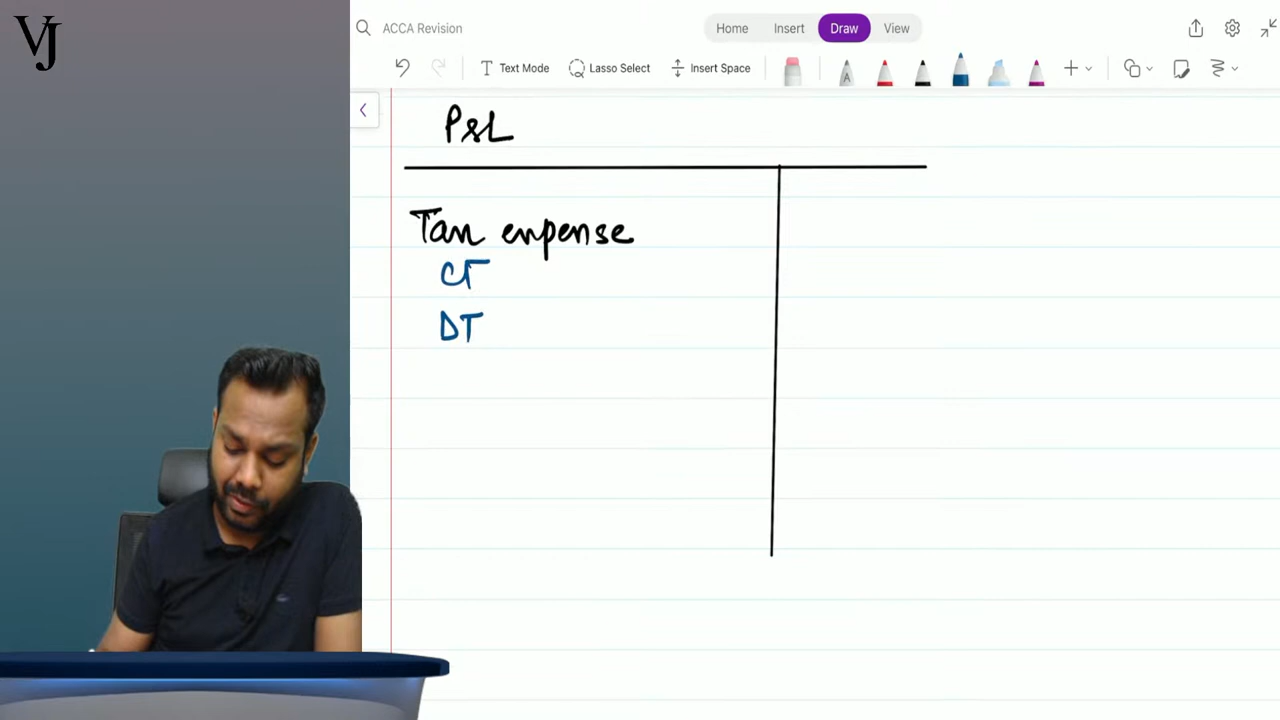 VJ
ACCA Revision
Home Insert Draw View
Text Mode Lasso Select Insert Space
A
P&L
Tax expense
CT
DT